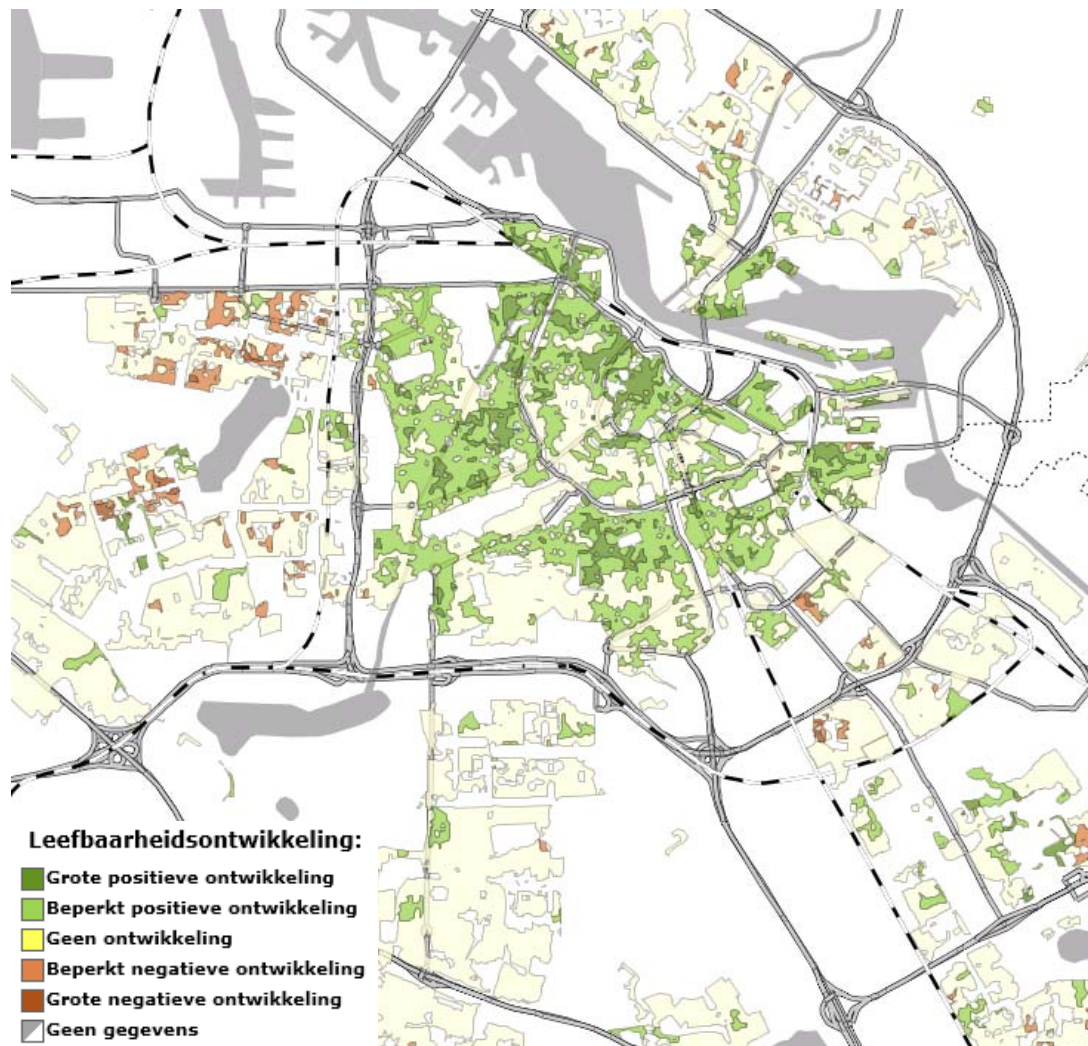 Leefbaarheidsontwikkeling:
Grote positieve ontwikkeling
Beperkt positieve ontwikkeling
Geen ontwikkeling
Beperkt negatieve ontwikkeling
Grote negatieve ontwikkeling
Geen gegevens